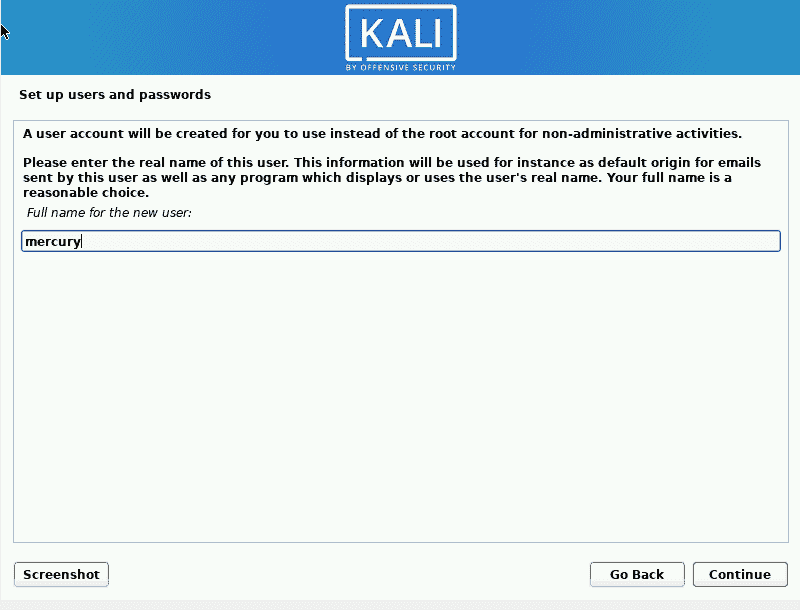 KALI
BY OFFENSIVE SECURITY
Set up users and passwords
A user account will be created for you to use instead of the root account for non-administrative activities.
Please enter the real name of this user. This information will be used for instance as default origin for emails
sent by this user as well as any program which displays or uses the user's real name. Your full name is a
reasonable choice.
Full name for the new user:
mercury
Screenshot
Go Back
Continue